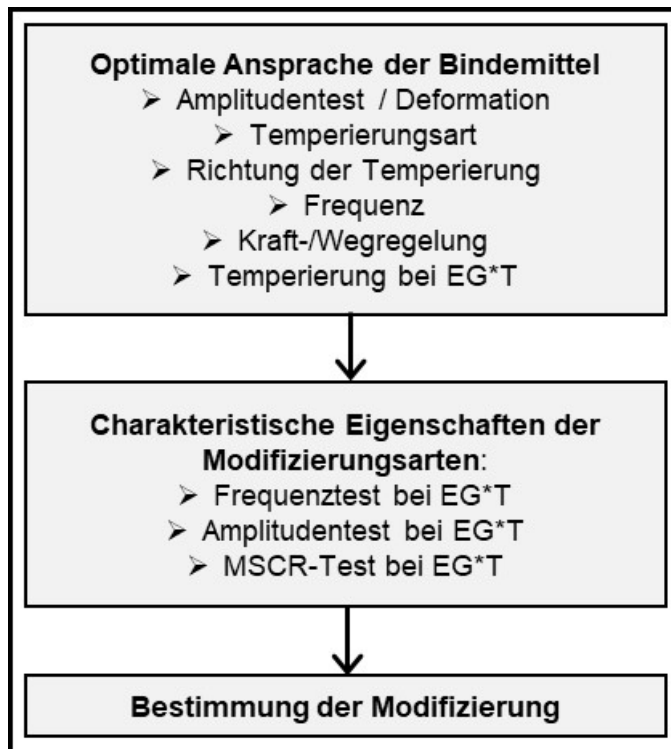 Optimale Ansprache der Bindemittel
➢ Amplitudentest / Deformation
➢ Temperierungsart
➢ Richtung der Temperierung
➢ Frequenz
➢ Kraft-/Wegregelung
➢ Temperierung bei EG*T
Charakteristische Eigenschaften der
Modifizierungsarten:
➢ Frequenztest bei EG*T
➢ Amplitudentest bei EG*T
➢ MSCR-Test bei EG*T
Bestimmung der Modifizierung